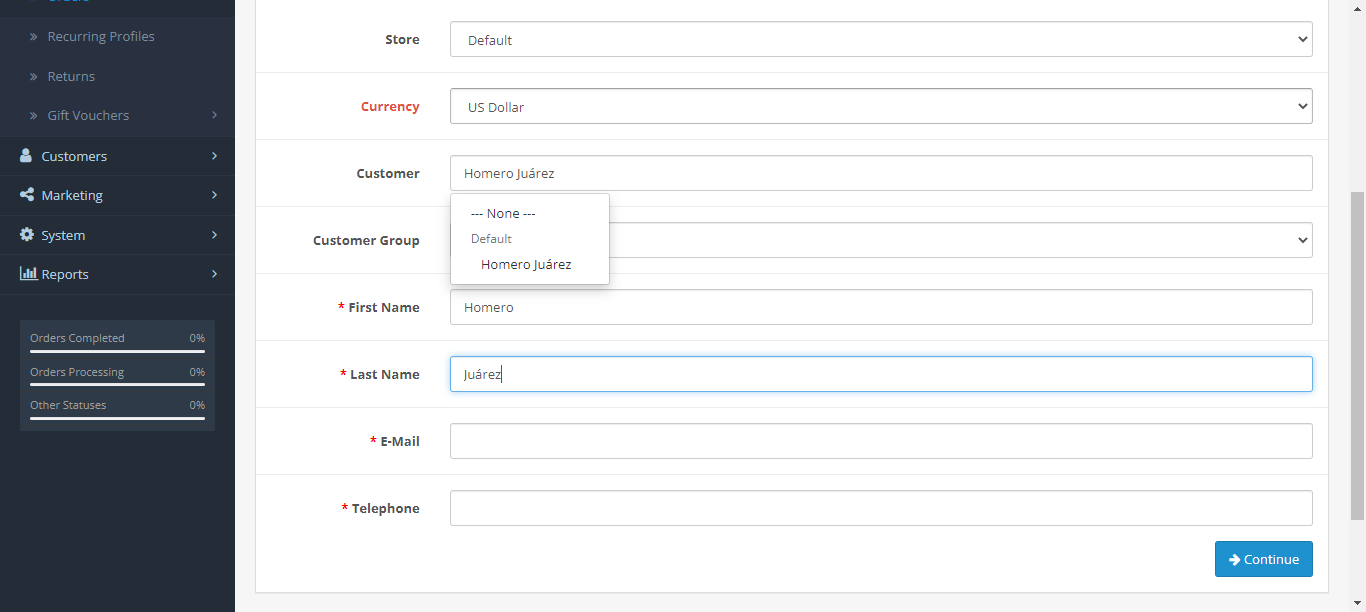 Orders
Recurring Profiles
Returns
Gift Vouchers
Customers
Marketing
System
Reports
Orders Completed 0%
Orders Processing 0%
Other Statuses 0%
Store Default
Currency US Dollar
Customer Homero Juárez
--- None ---
Default
Homero Juárez
Customer Group
* First Name Homero
* Last Name Juárez
* E-Mail
* Telephone
Continue